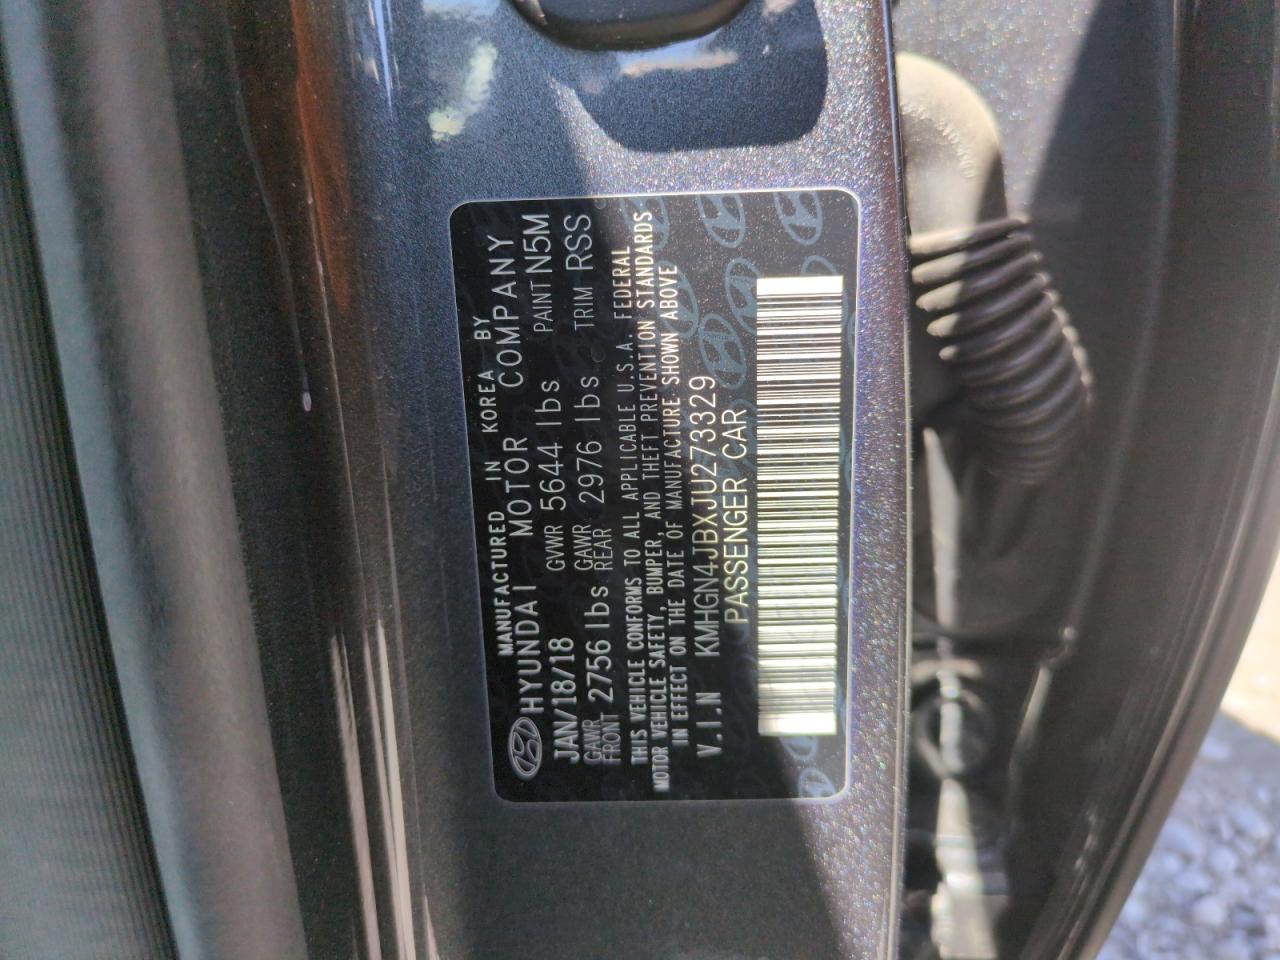 MANUFACTURED IN KOREA BY
HYUNDAI MOTOR COMPANY
JAN/18/18 GVWR 5644 lbs PAINT N5M
GAWR FRONT 2756 lbs GAWR REAR 2976 lbs TRIM RSS
THIS VEHICLE CONFORMS TO ALL APPLICABLE U.S.A. FEDERAL
MOTOR VEHICLE SAFETY, BUMPER, AND THEFT PREVENTION STANDARDS
IN EFFECT ON THE DATE OF MANUFACTURE SHOWN ABOVE
V.I.N KMHGN4JBXJU273329
PASSENGER CAR